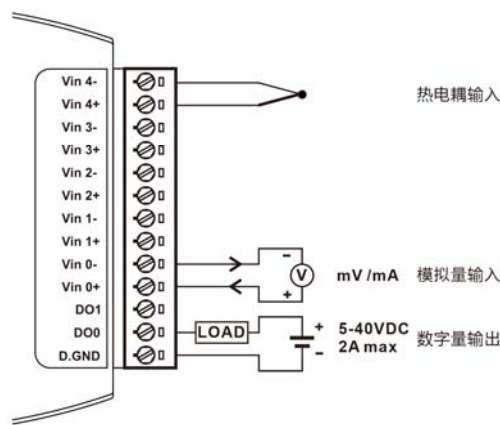 Vin 4-
Vin 4+
Vin 3-
Vin 3+
Vin 2-
Vin 2+
Vin 1-
Vin 1+
Vin 0-
Vin 0+
DO1
DO0
D.GND
热电耦输入
-
V
+
mV /mA 模拟量输入
LOAD
+
-
5-40VDC
2A max
数字量输出